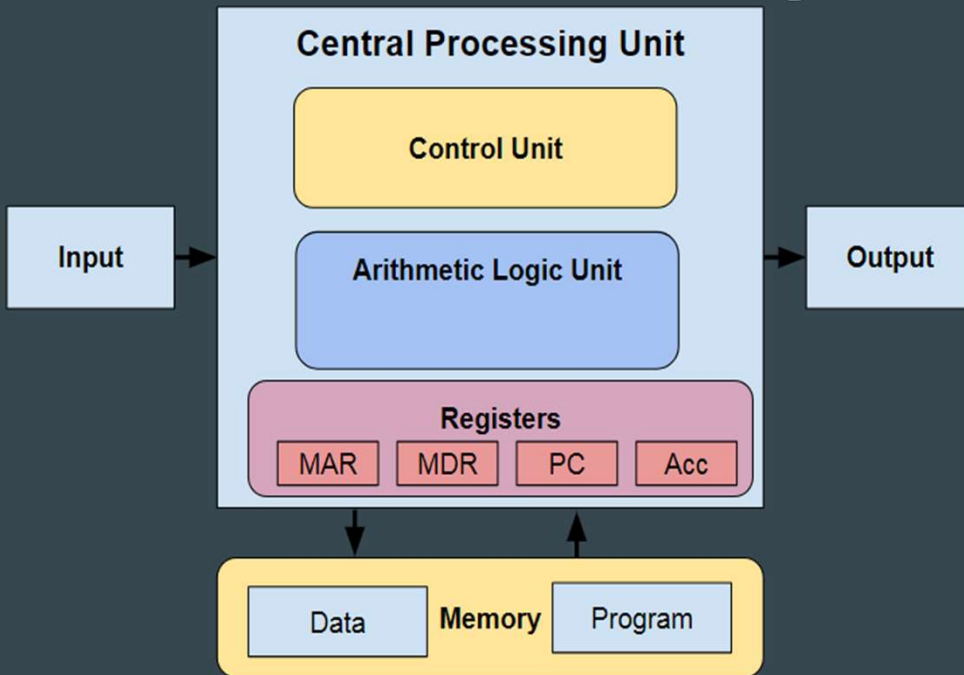 Central Processing Unit
Control Unit
Input
Arithmetic Logic Unit
Output
Registers
MAR MDR PC Acc
Data Memory Program